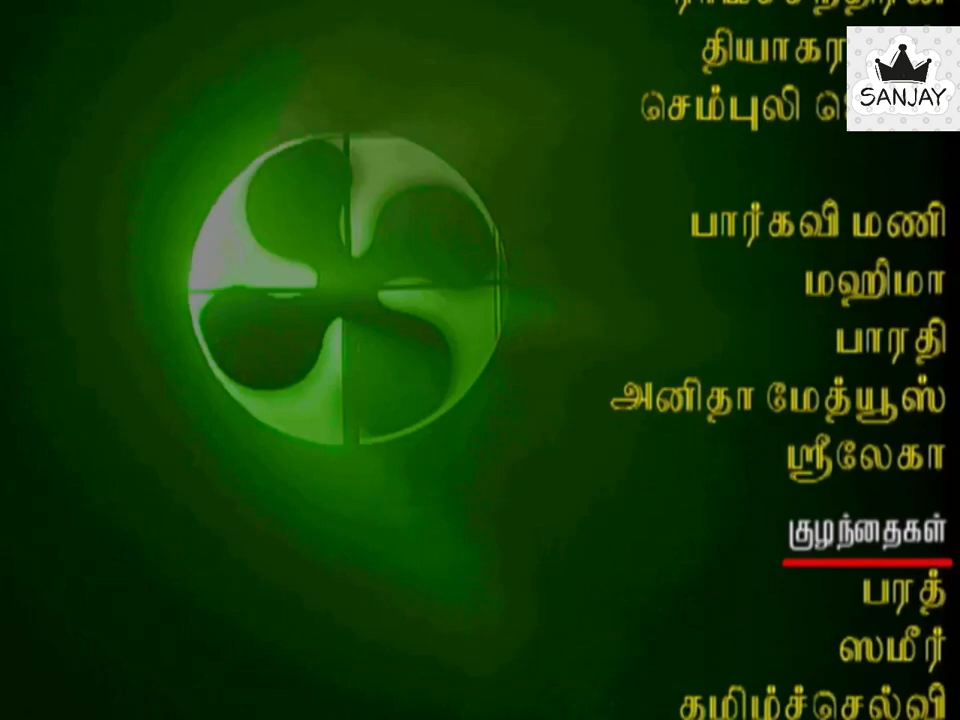 தியாகரா
செம்புலி
SANJAY
பார்கவி மணி
மஹிமா
பாரதி
அனிதா மேத்யூஸ்
ஸ்ரீலேகா
குழந்தைகள்
பரத்
ஸமீர்
தமிழ்ச்செல்வி